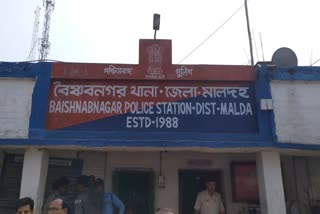 পশ্চিমবঙ্গ পুলিশ
বৈষ্ণবনগর থানা - জেলা - মালদহ
BAISHNABNAGAR POLICE STATION - DIST - MALDA
ESTD-1988